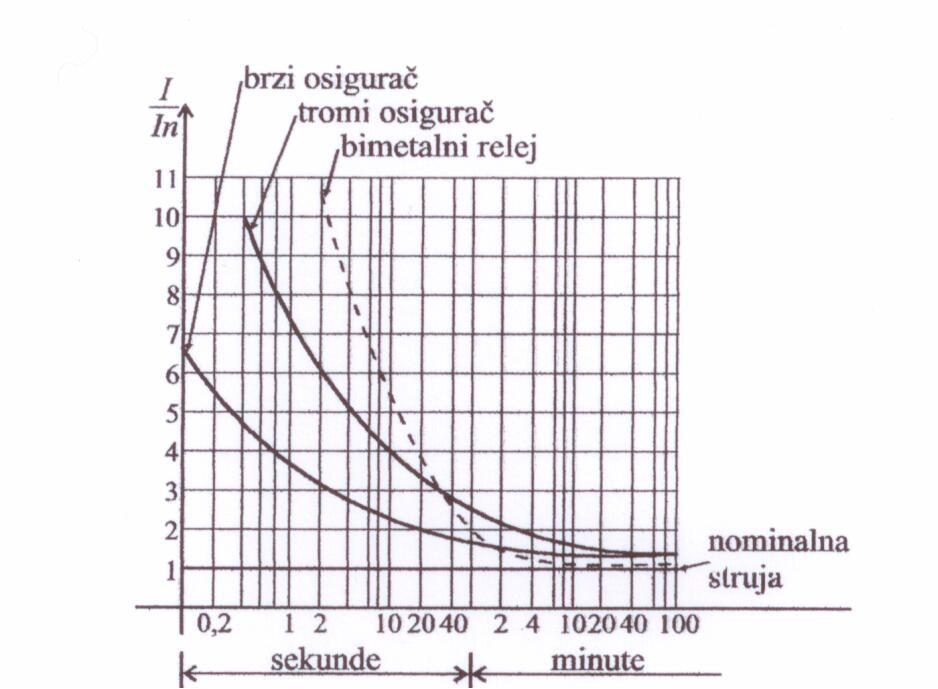 brzi osigurač
tromi osigurač
bimetalni relej
I
In
11
10
9
8
7
6
5
4
3
2
1
nominalna
struja
0,2 1 2 10 20 40 2 4 10 20 40 100
sekunde minute